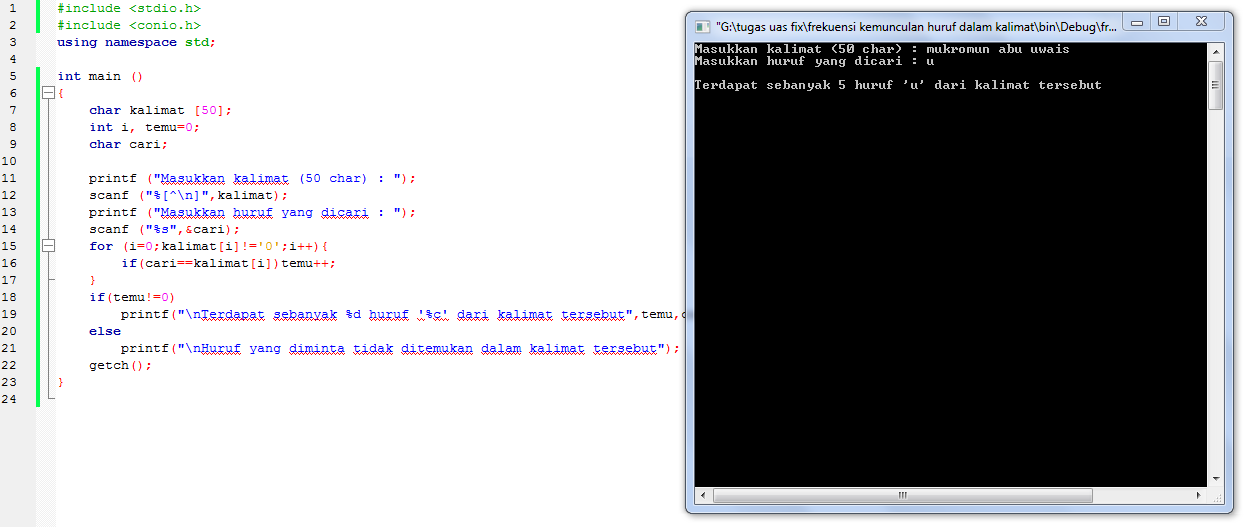 1 #include <stdio.h>
2 #include <conio.h>
3 using namespace std;
4
5 int main ()
6 {
7 char kalimat [50];
8 int i, temu=0;
9 char cari;
10
11 printf ("Masukkan kalimat (50 char) : ");
12 scanf ("%[^\n]",kalimat);
13 printf ("Masukkan huruf yang dicari : ");
14 scanf ("%s",&cari);
15 for (i=0;kalimat[i]!='0';i++){
16 if(cari==kalimat[i])temu++;
17 }
18 if(temu!=0)
19 printf("\nTerdapat sebanyak %d huruf '%c' dari kalimat tersebut",temu,c
20 else
21 printf("\nHuruf yang diminta tidak ditemukan dalam kalimat tersebut");
22 getch();
23 }
24
"G:\tugas uas fix\frekuensi kemunculan huruf dalam kalimat\bin\Debug\fr...
Masukkan kalimat (50 char) : mukromun abu uwais
Masukkan huruf yang dicari : u
Terdapat sebanyak 5 huruf 'u' dari kalimat tersebut